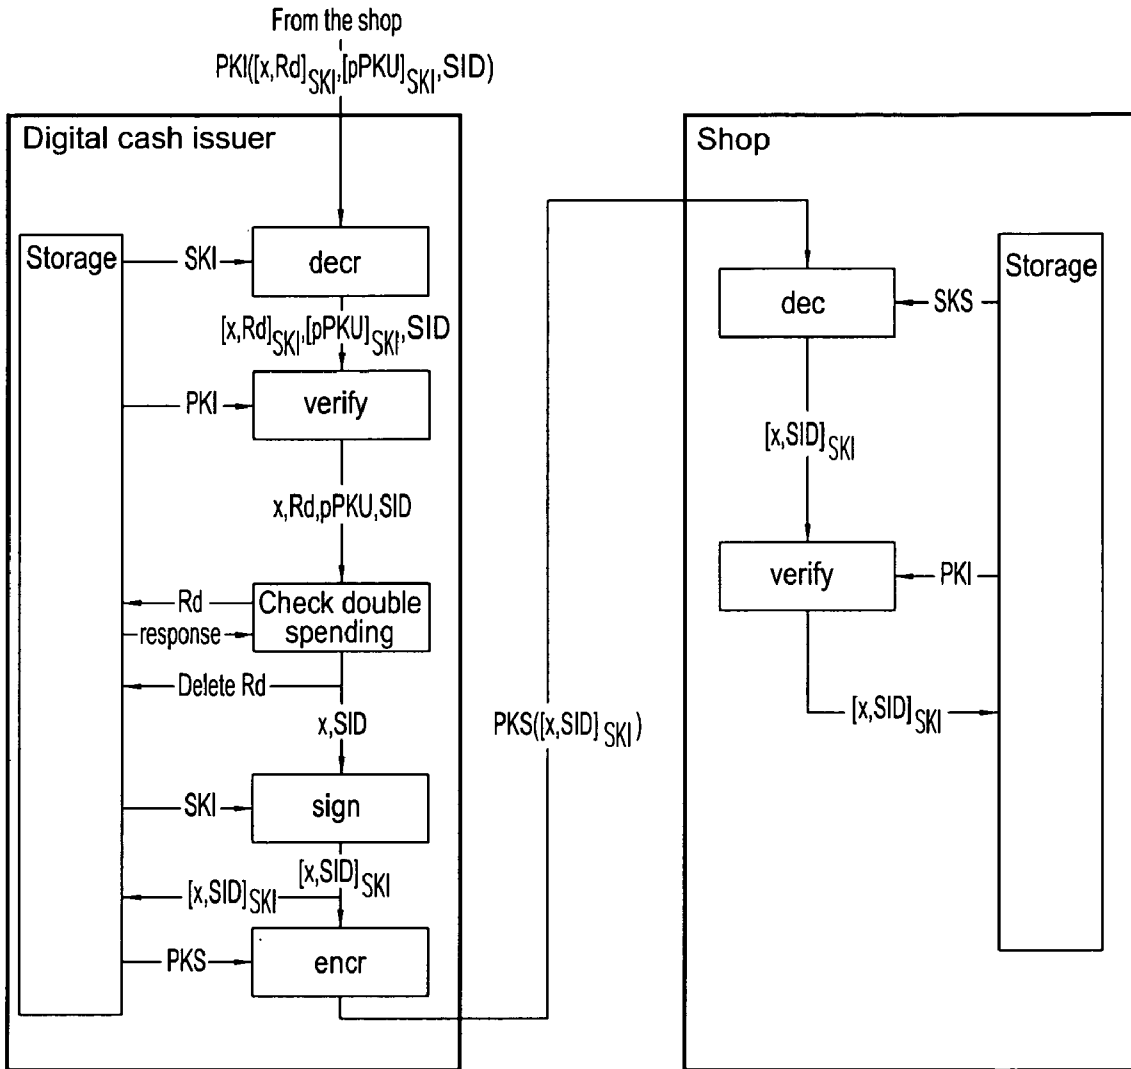 From the shop
PKI([x,Rd]SKI,[pPKU]SKI,SID)
Digital cash issuer
Storage
SKI
decr
[x,Rd]SKI,[pPKU]SKI,SID
PKI
verify
x,Rd,pPKU,SID
Rd
Check double
spending
response
Delete Rd
x,SID
SKI
sign
[x,SID]SKI
[x,SID]SKI
PKS
encr
PKS([x,SID]SKI)
Shop
Storage
dec
SKS
[x,SID]SKI
verify
PKI
[x,SID]SKI